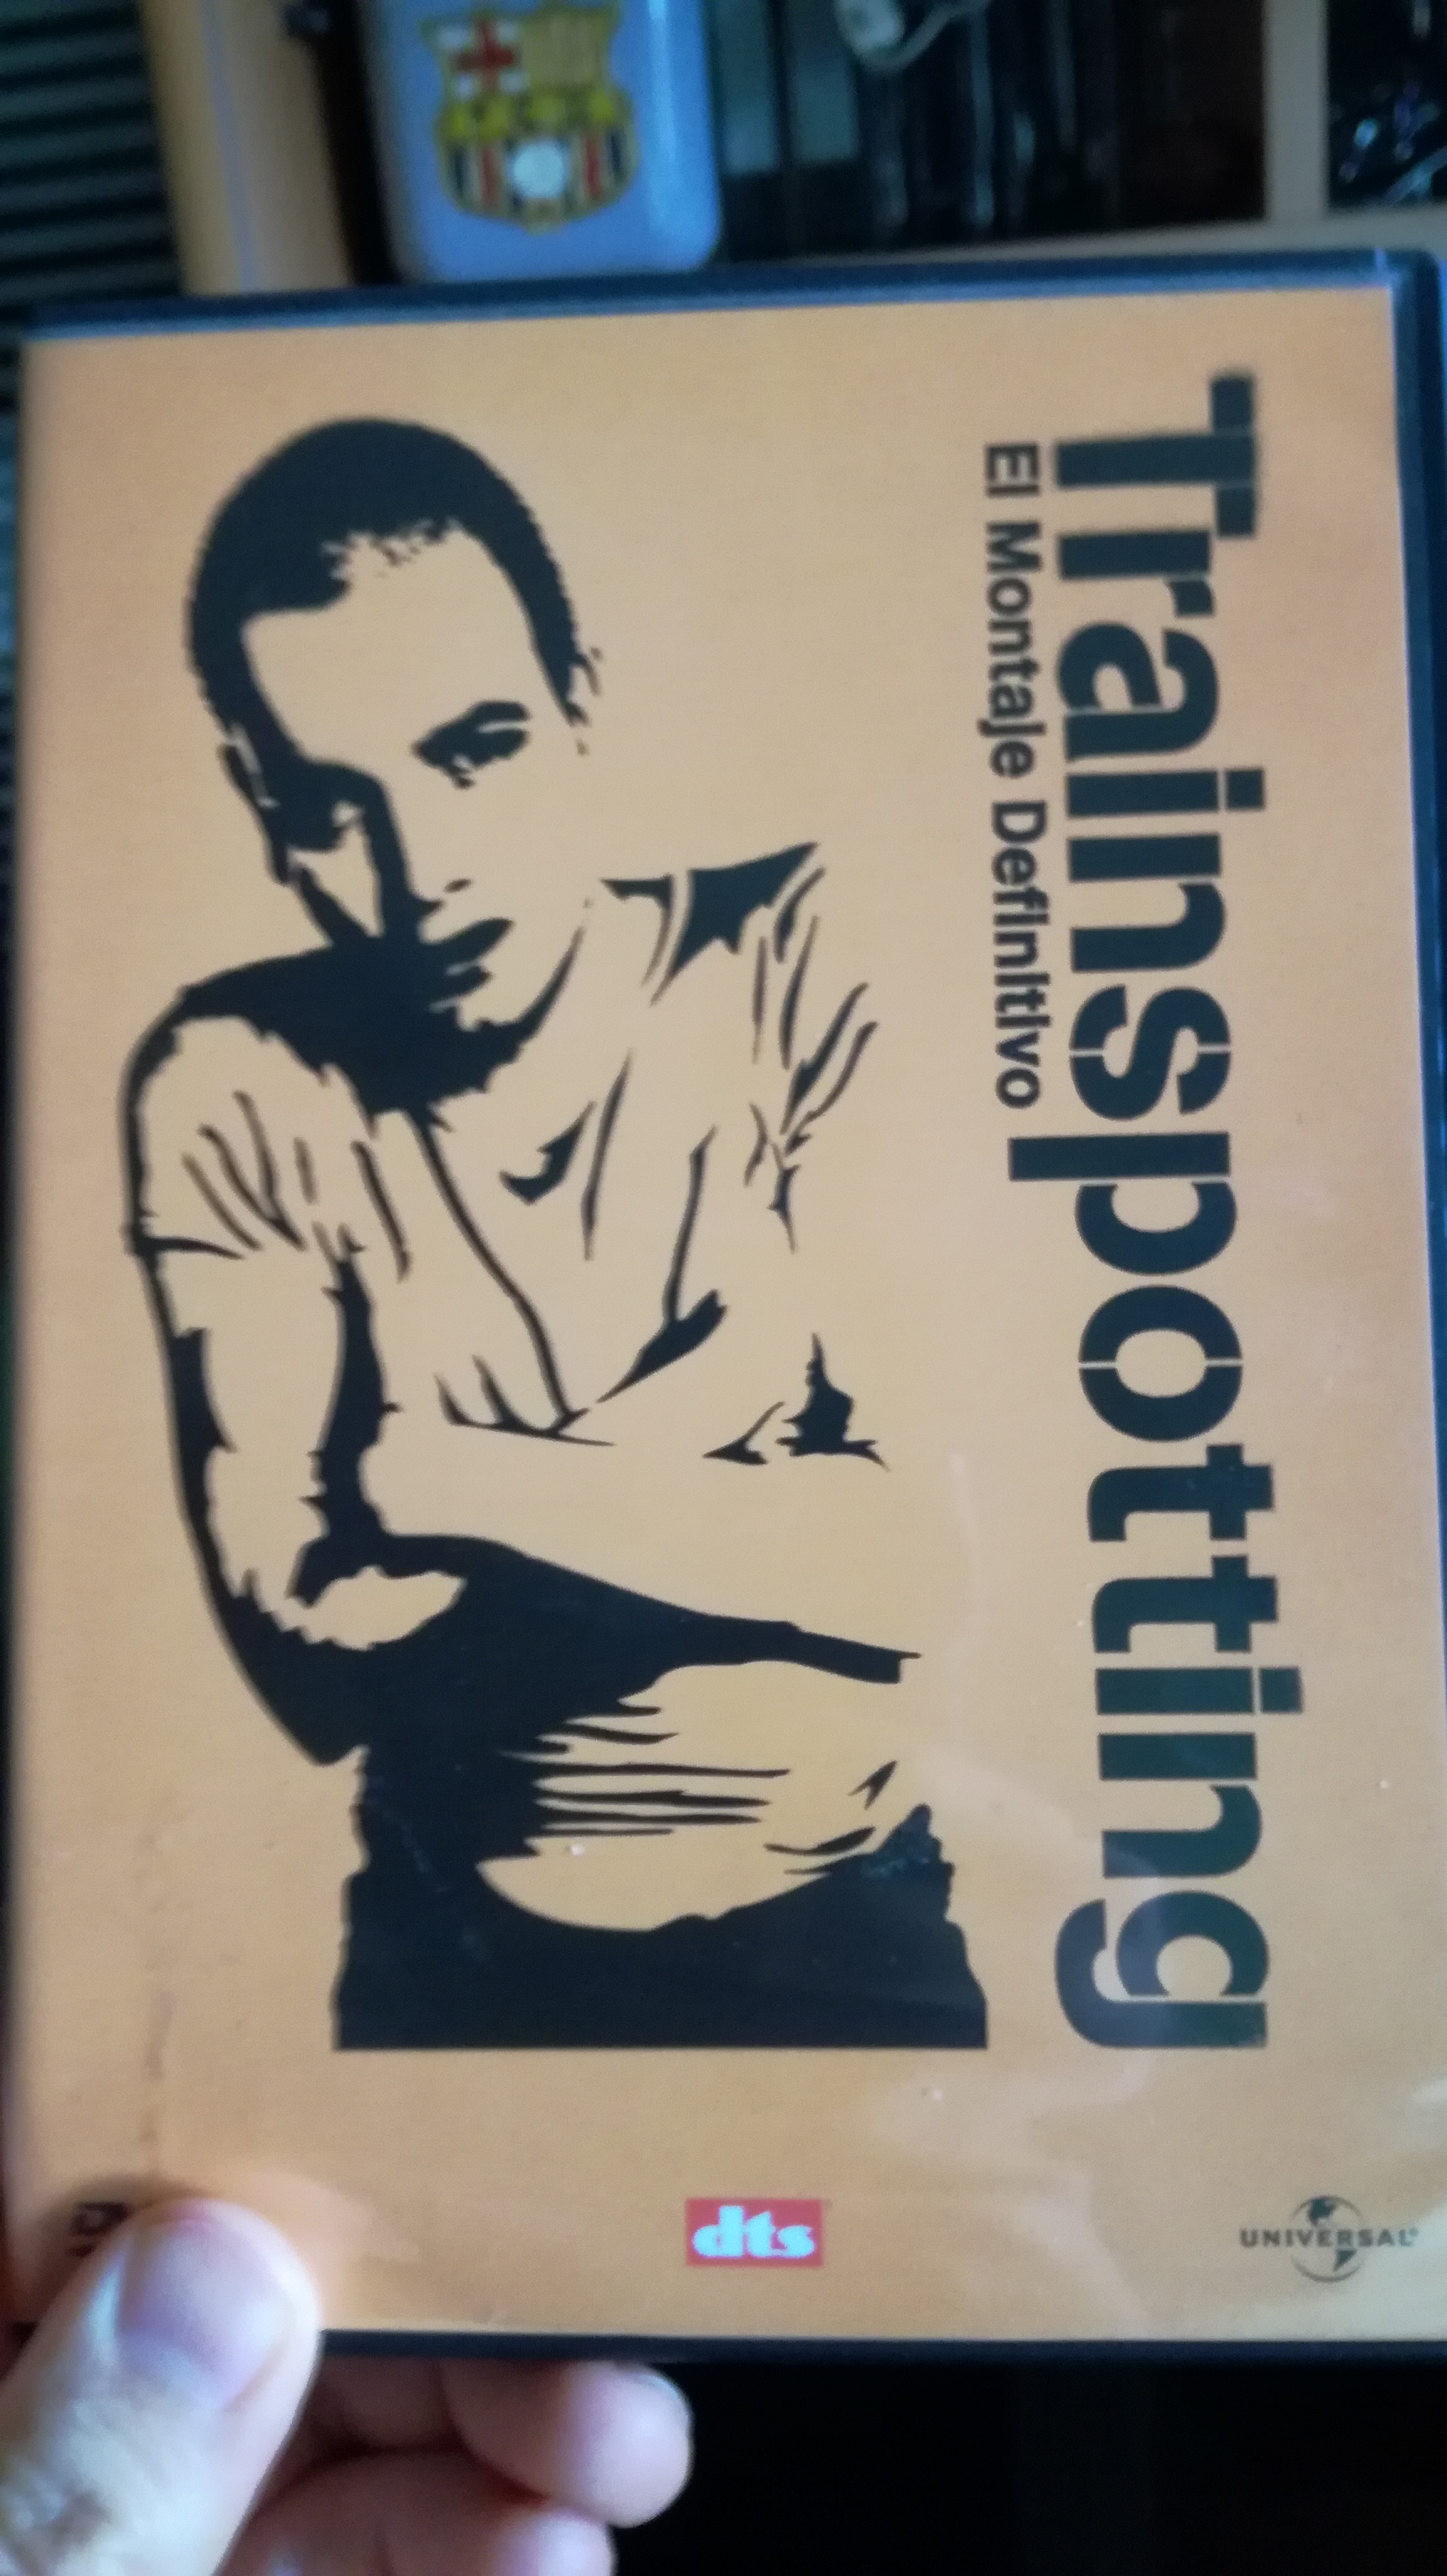 Trainspotting
El Montaje Definitivo
dts
UNIVERSAL